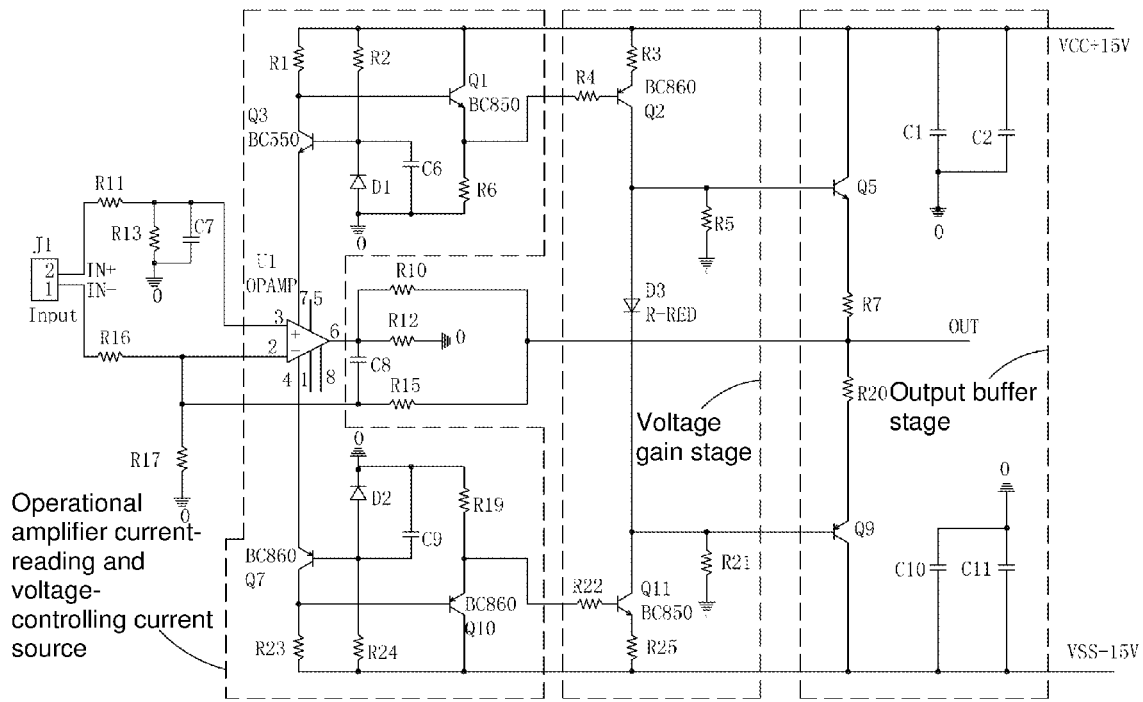 VCC+15V
R1
R2
Q1
BC850
R3
R4
BC860
Q2
Q3
BC550
C6
D1
R6
0
C1
C2
0
Q5
R5
R11
R13
C7
0
J1
2
1
IN+
IN-
Input
U1
OPAMP
7
5
3
+
2
-
6
4
1
8
R10
R12
0
C8
R15
R16
D3
R-RED
R7
OUT
R20
Output buffer
stage
Voltage
gain stage
R17
0
Operational
amplifier current-
reading and
voltage-
controlling current
source
0
D2
C9
R19
BC860
Q7
BC860
Q10
R22
Q11
BC850
R21
Q9
0
C10
C11
R23
R24
R25
VSS-15V